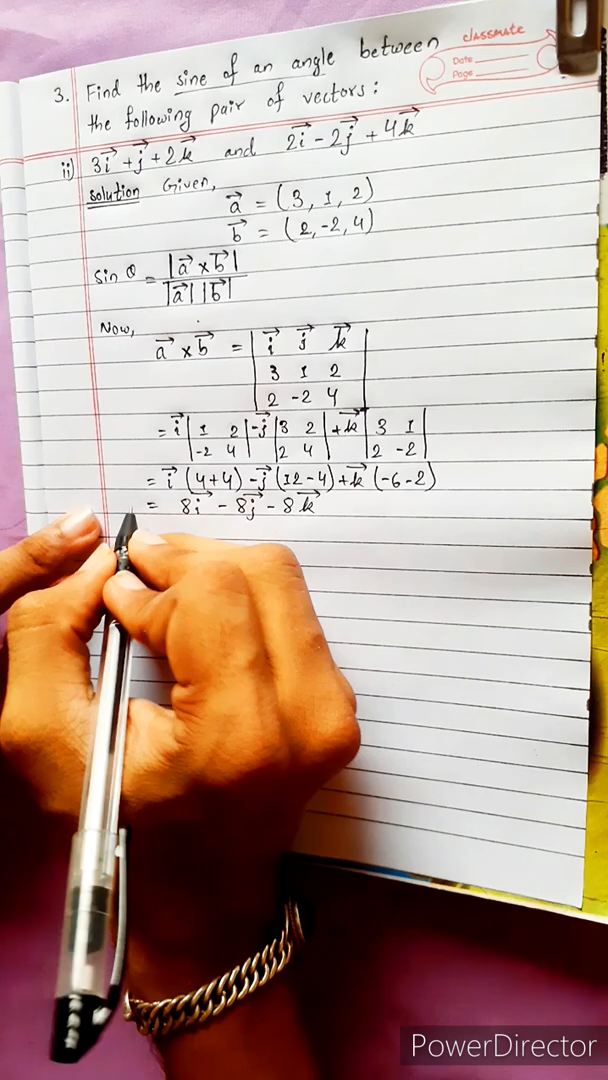 classmate
Date
Page
3. Find the sine of an angle between
the following pair of vectors:
ii) 3i⃗ + j⃗ + 2k⃗ and 2i⃗ - 2j⃗ + 4k⃗
Solution Given,
a⃗ = (3, 1, 2)
b⃗ = (2, -2, 4)
sin θ = |a⃗ × b⃗| / |a⃗| |b⃗|
Now,
a⃗ × b⃗ = | i⃗ j⃗ k⃗ |
3 1 2
2 -2 4
= i⃗ | 1 2 | - j⃗ | 3 2 | + k⃗ | 3 1 |
-2 4 | 2 4 | 2 -2 |
= i⃗ (4+4) - j⃗ (12-4) + k⃗ (-6-2)
= 8i⃗ - 8j⃗ - 8k⃗
PowerDirector